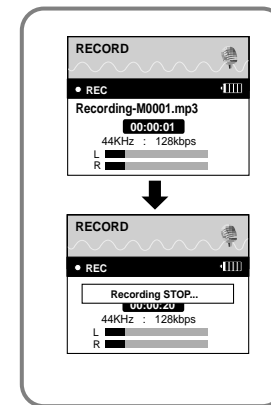 RECORD
● REC
Recording-M0001.mp3
00:00:01
44KHz : 128kbps
L
R
RECORD
● REC
Recording STOP...
00:00:20
44KHz : 128kbps
L
R